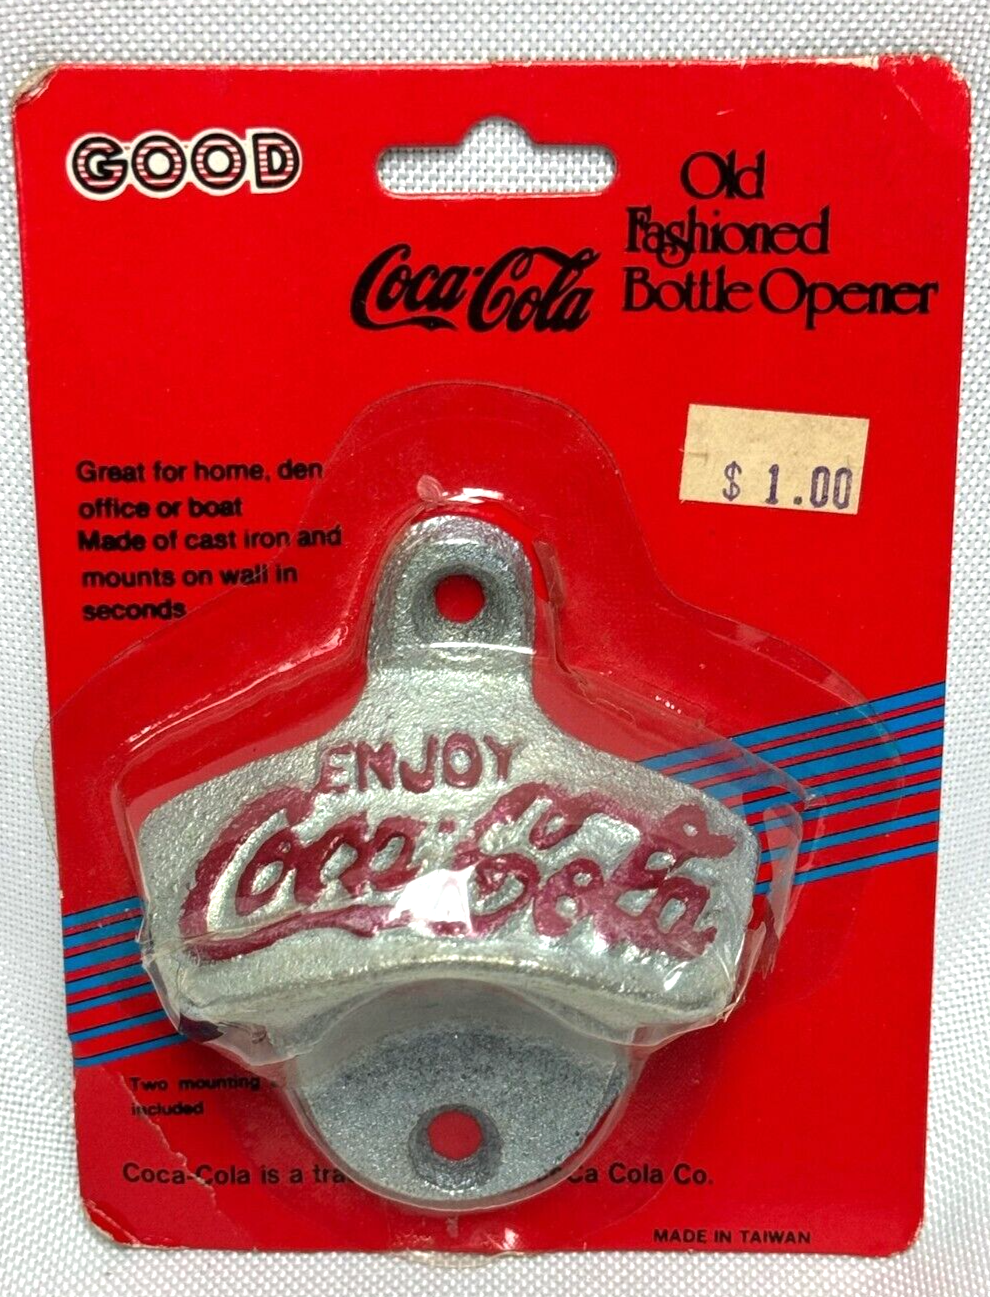 GOOD
Old
Fashioned
Bottle Opener
Coca-Cola
$ 1.00
Great for home, den
office or boat
Made of cast iron and
mounts on wall in
seconds
ENJOY
Coca-Cola
Two mounting
included
Coca-Cola is a Cola Co.
MADE IN TAIWAN